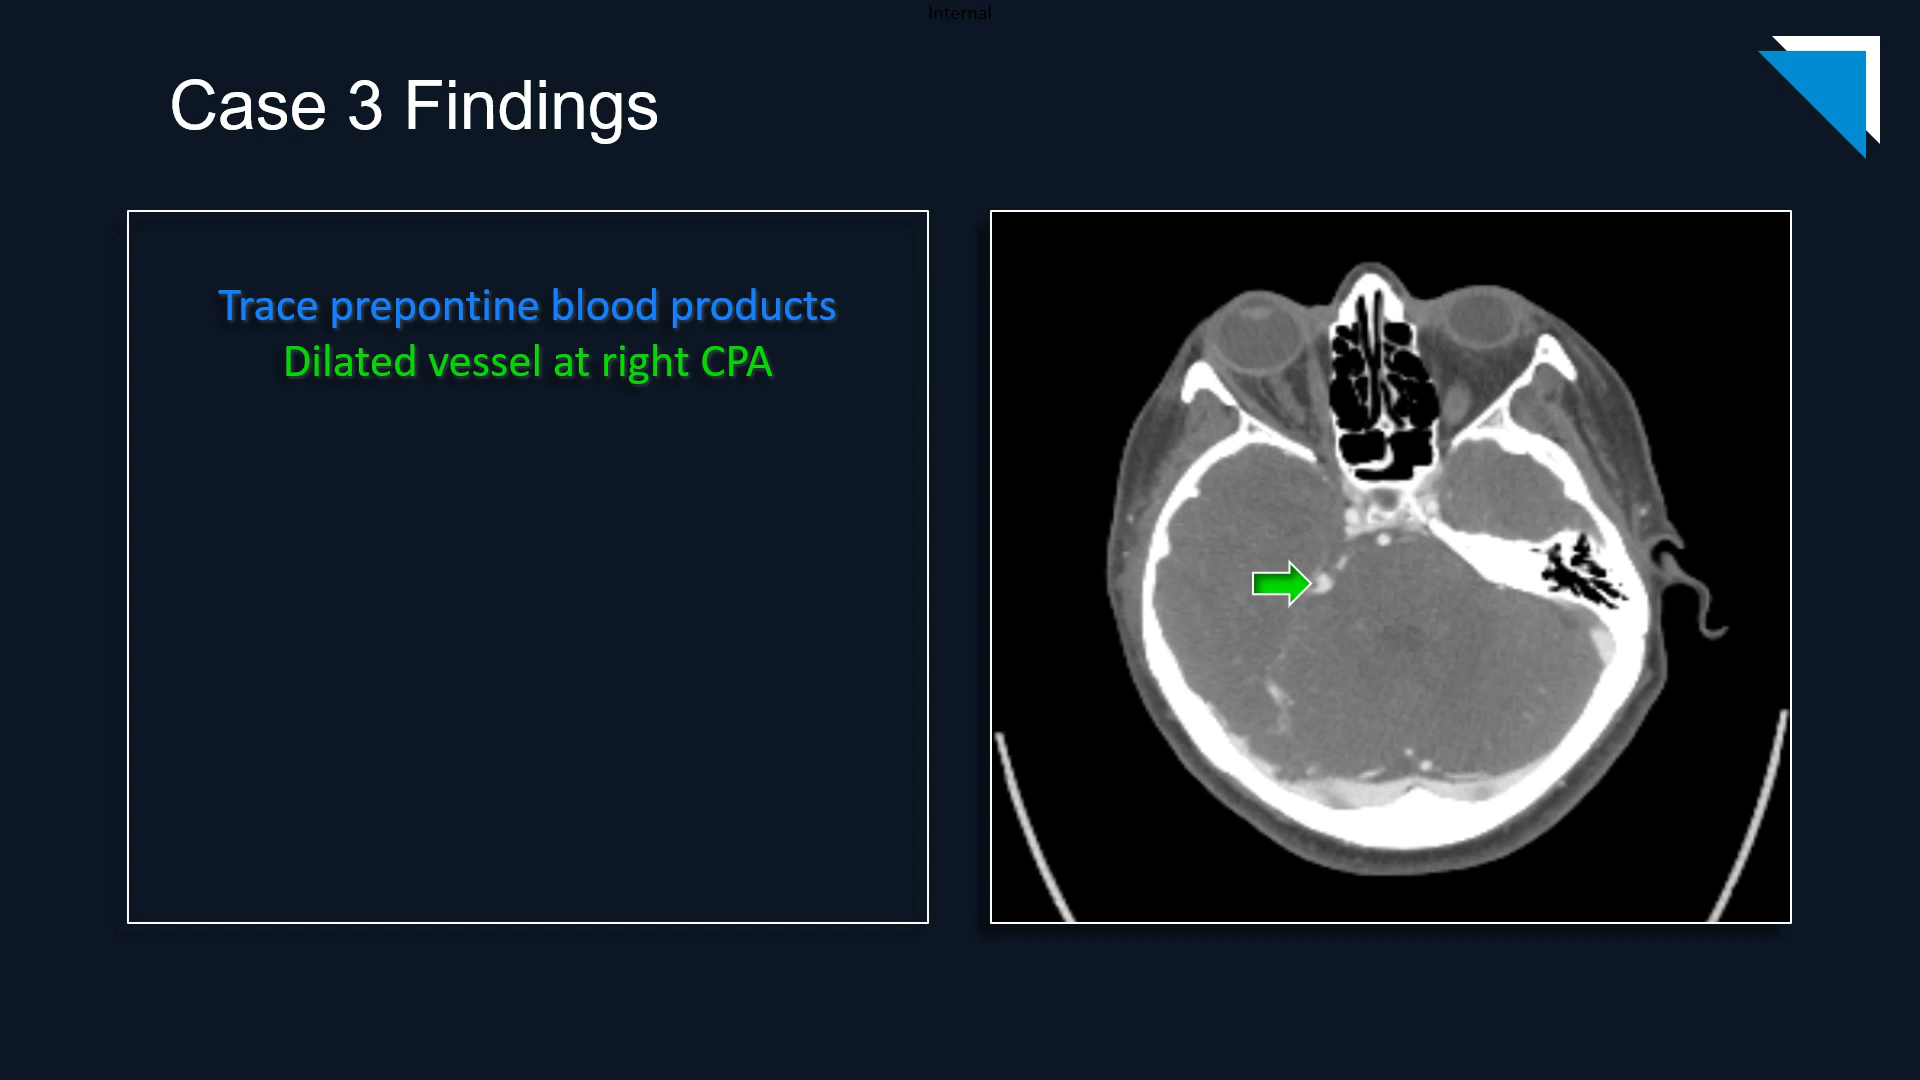 Internal
Case 3 Findings
Trace prepontine blood products
Dilated vessel at right CPA